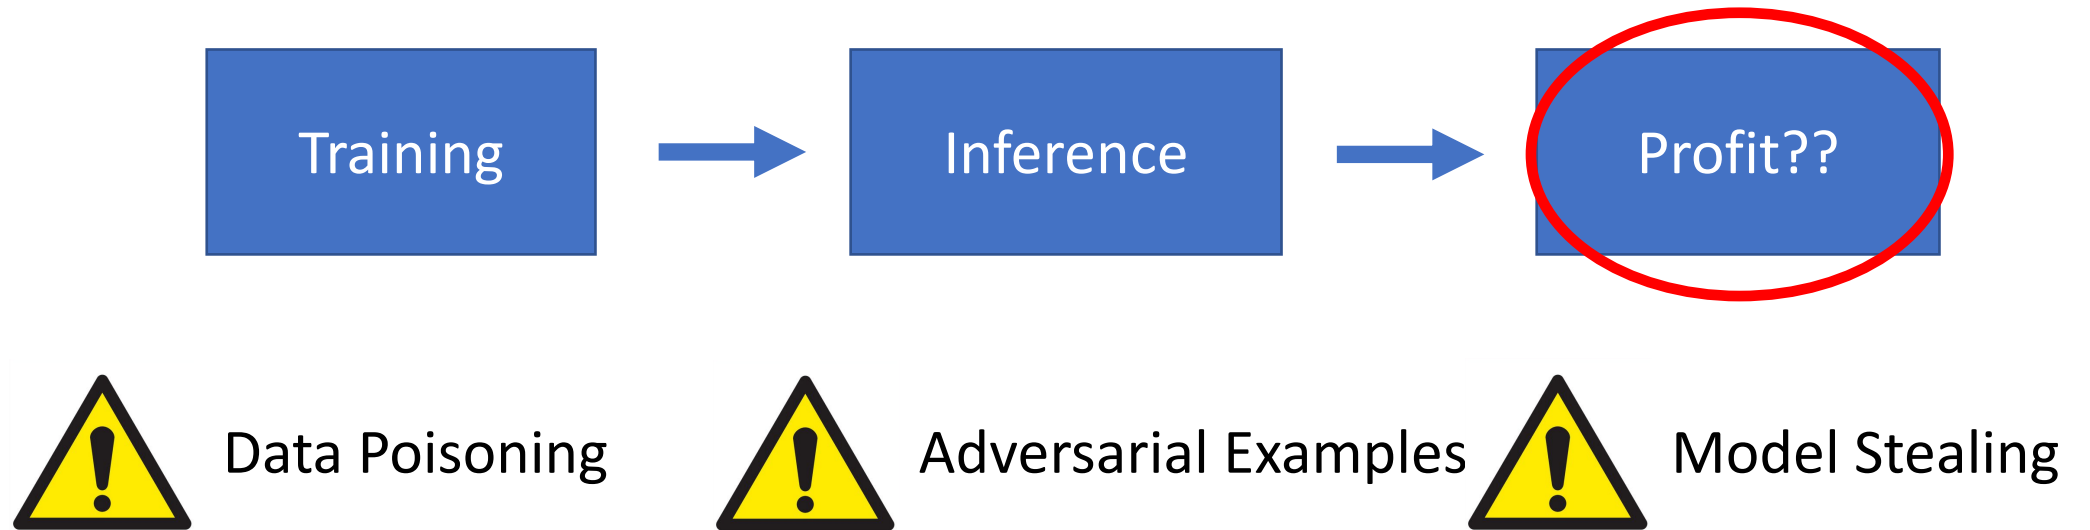 Training
Inference
Profit??
Data Poisoning
Adversarial Examples
Model Stealing